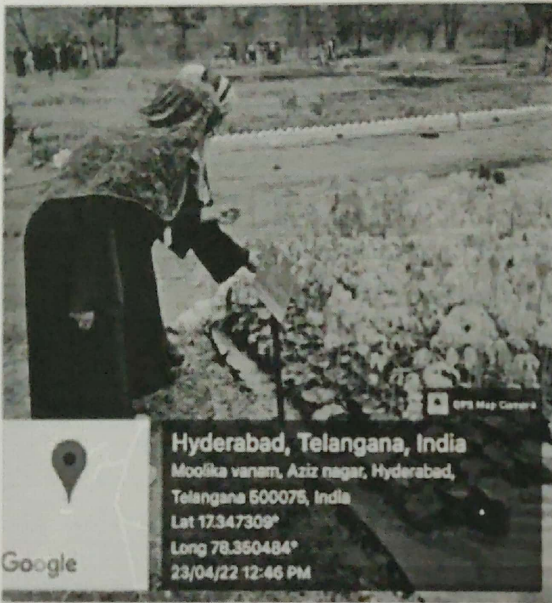 GPS Map Camera
Hyderabad, Telangana, India
Moolika vanam, Aziz nagar, Hyderabad,
Telangana 500075, India
Lat 17.347309°
Long 78.350484°
23/04/22 12:46 PM
Google